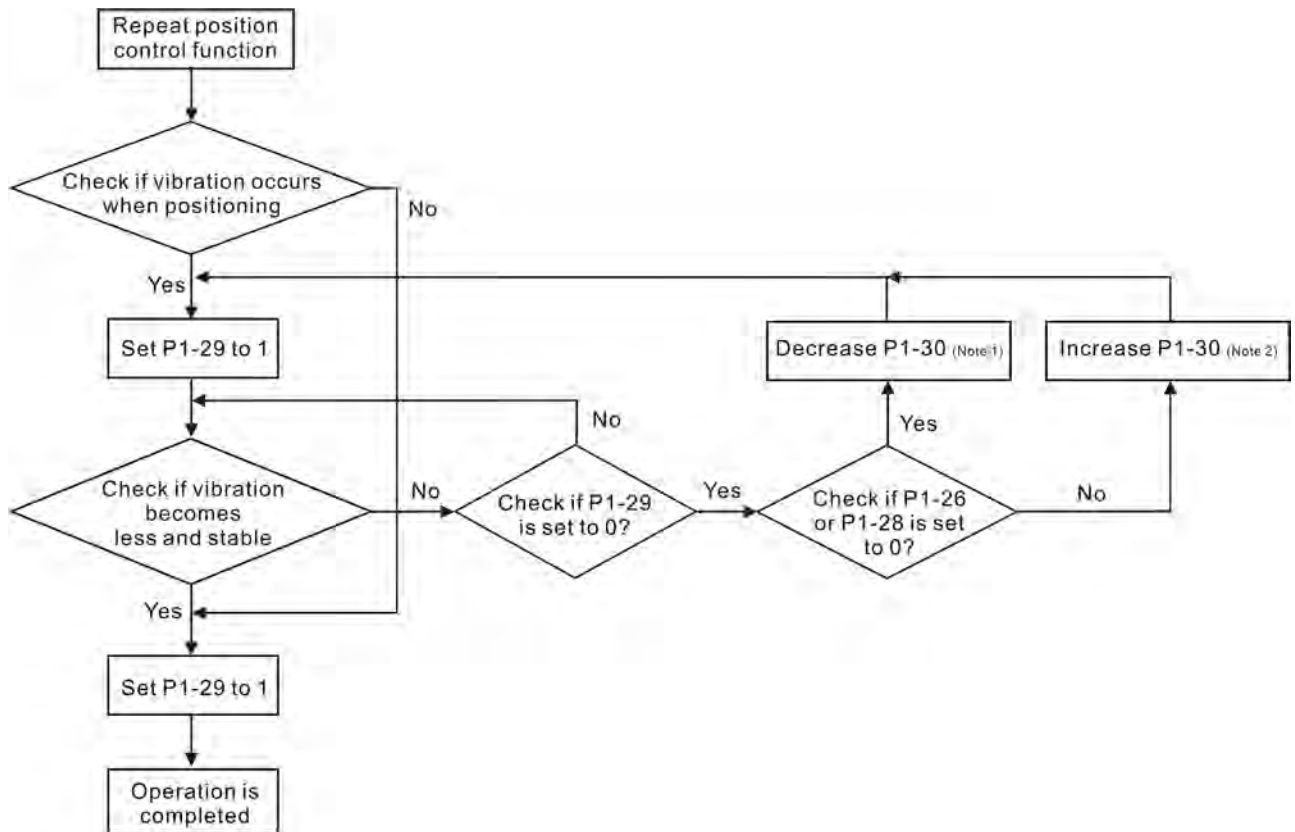 Repeat position
control function
Check if vibration occurs
when positioning
No
Yes
Set P1-29 to 1
Decrease P1-30 (Note 1)
Increase P1-30 (Note 2)
No
Yes
Check if vibration
becomes
less and stable
No
Check if P1-29
is set to 0?
Yes
Check if P1-26
or P1-28 is set
to 0?
No
Yes
Set P1-29 to 1
Operation is
completed